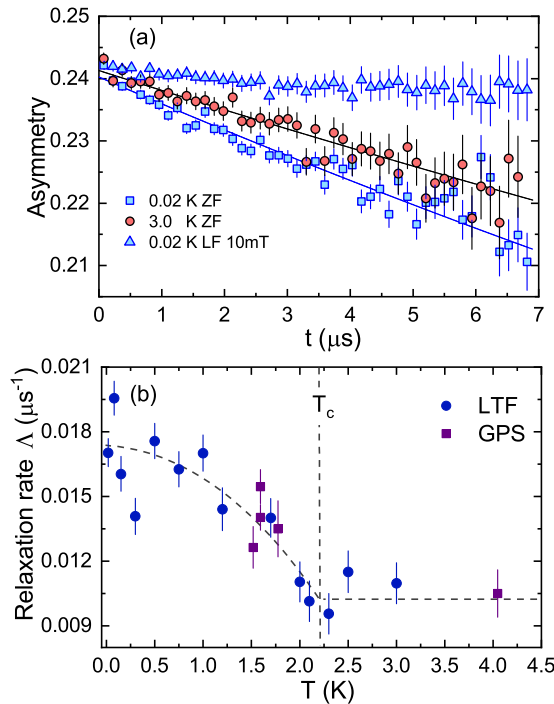 (a)
0.25
0.24
0.23
0.22
0.21
Asymmetry
0.02 K ZF
3.0 K ZF
0.02 K LF 10mT
0 1 2 3 4 5 6 7
t (μs)
(b)
0.021
0.018
0.015
0.012
0.009
Relaxation rate Λ (μs⁻¹)
T_c
LTF
GPS
0.0 0.5 1.0 1.5 2.0 2.5 3.0 3.5 4.0 4.5
T (K)